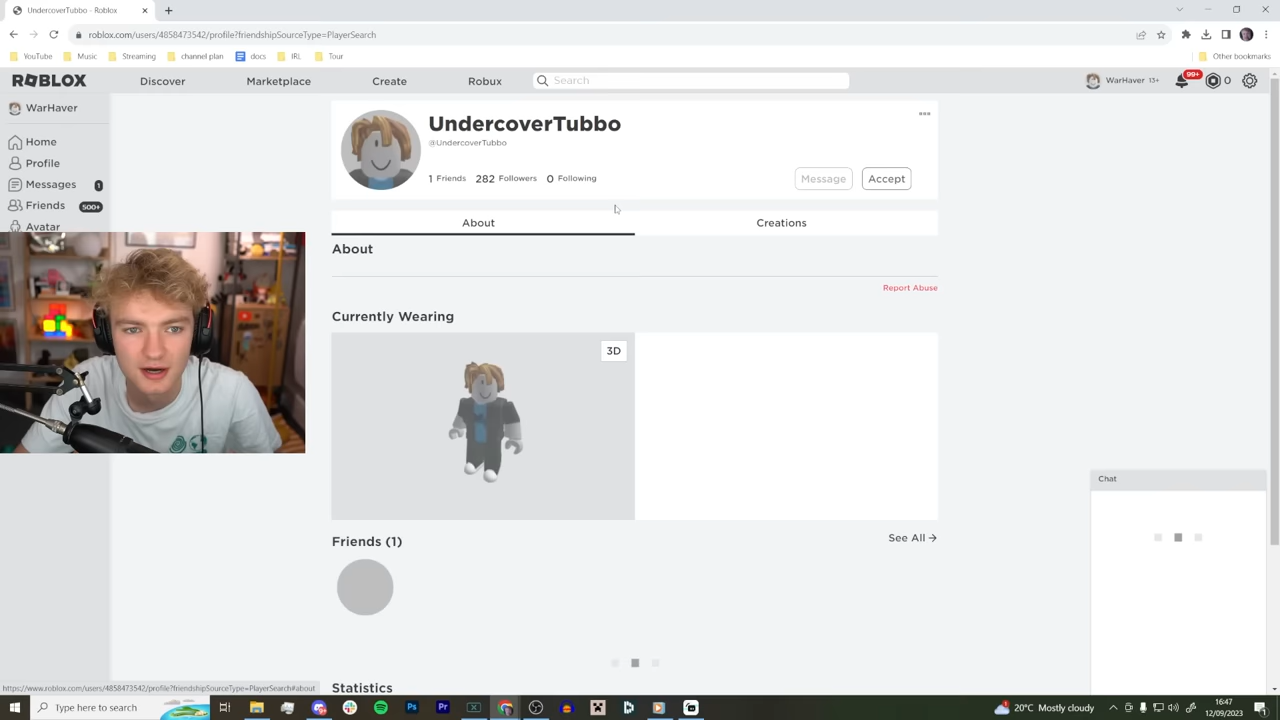 UndercoverTubbo - Roblox
roblox.com/users/4858473542/profile?friendshipSourceType=PlayerSearch
YouTube Music Streaming channel plan docs IRL Tour Other bookmarks
ROBLOX Discover Marketplace Create Robux Search WarHaver 13+ 99+ 0
WarHaver
Home
Profile
Messages 1
Friends 500+
Avatar
UndercoverTubbo
@UndercoverTubbo
1 Friends 282 Followers 0 Following
Message Accept
About Creations
About
Report Abuse
Currently Wearing
3D
Friends (1) See All →
Statistics
Chat
https://www.roblox.com/users/4858473542/profile?friendshipSourceType=PlayerSearch#about
Type here to search
20°C Mostly cloudy
16:47
12/09/2023